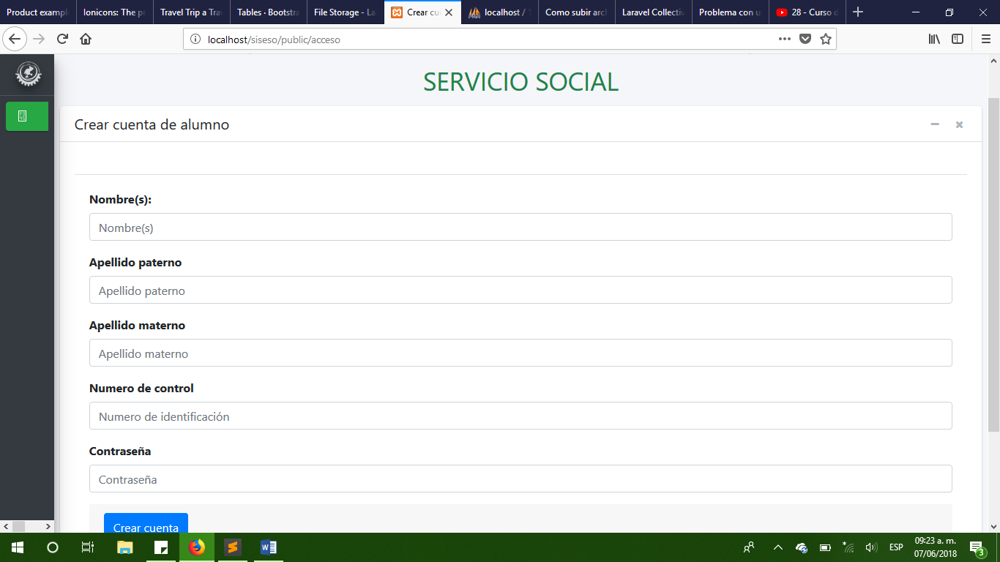 Product exampl
Ionicons: The pr
Travel Trip a Tra
Tables · Bootstra
File Storage - La
Crear cu
localhost / 1
Como subir arch
Laravel Collectiv
Problema con u
28 - Curso d
localhost/siseso/public/acceso
SERVICIO SOCIAL
Crear cuenta de alumno
Nombre(s):
Nombre(s)
Apellido paterno
Apellido paterno
Apellido materno
Apellido materno
Numero de control
Numero de identificación
Contraseña
Contraseña
Crear cuenta
ESP
09:23 a. m.
07/06/2018
3